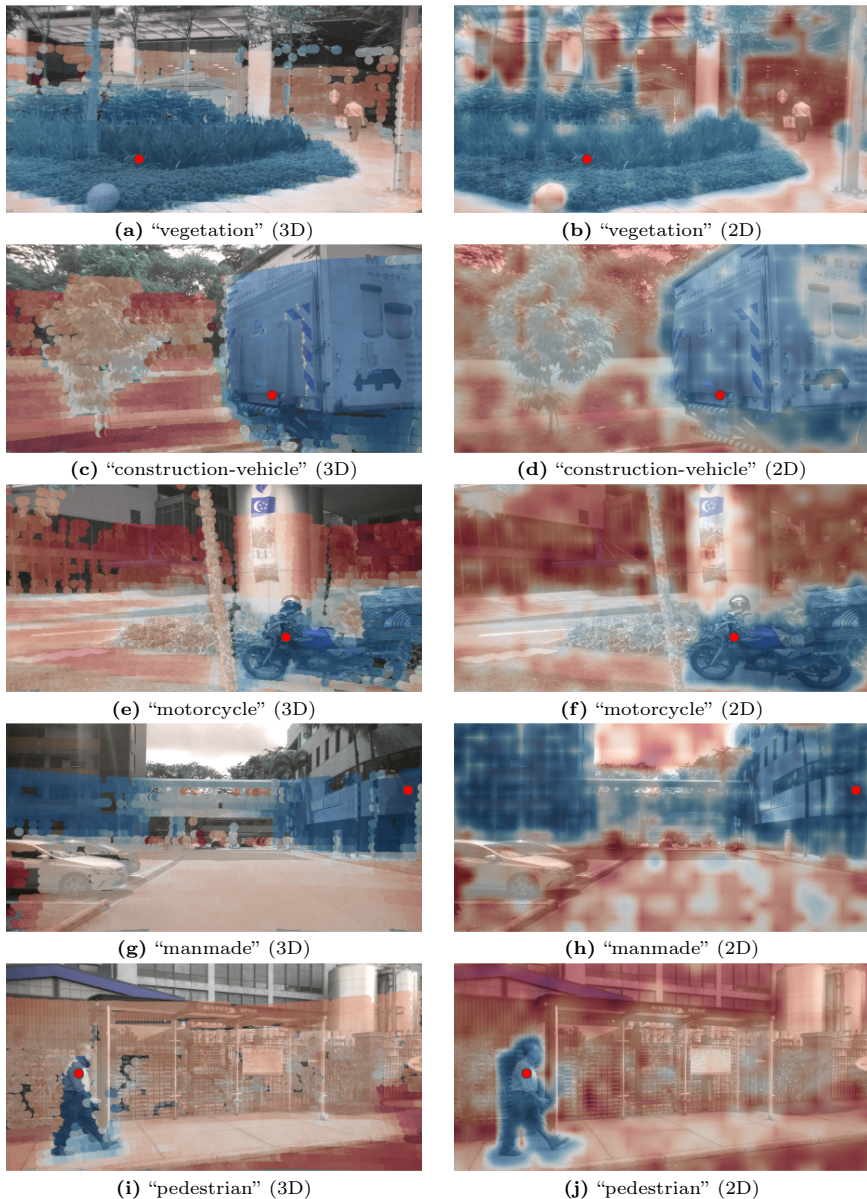 (a) “vegetation” (3D)
(b) “vegetation” (2D)
(c) “construction-vehicle” (3D)
(d) “construction-vehicle” (2D)
(e) “motorcycle” (3D)
(f) “motorcycle” (2D)
(g) “manmade” (3D)
(h) “manmade” (2D)
(i) “pedestrian” (3D)
(j) “pedestrian” (2D)